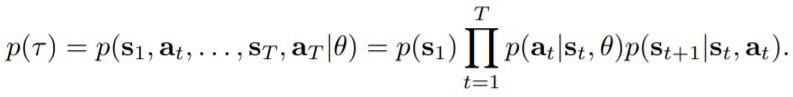 p(τ) = p(s₁, aₜ, . . . , s_T, a_T|θ) = p(s₁) ∏_{t=1}^{T} p(aₜ|sₜ, θ)p(sₜ₊₁|sₜ, aₜ).